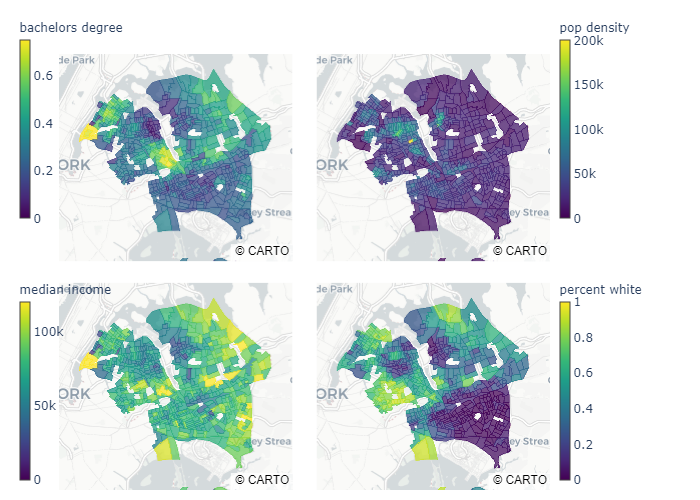 bachelors degree
0.6
0.4
0.2
0
de Park
ORK
© CARTO
pop density
200k
150k
100k
50k
0
ORK
ey Strea
© CARTO
median income
100k
50k
0
de Park
ORK
ey Strea
© CARTO
percent white
1
0.8
0.6
0.4
0.2
0
de Park
ORK
ey Strea
© CARTO